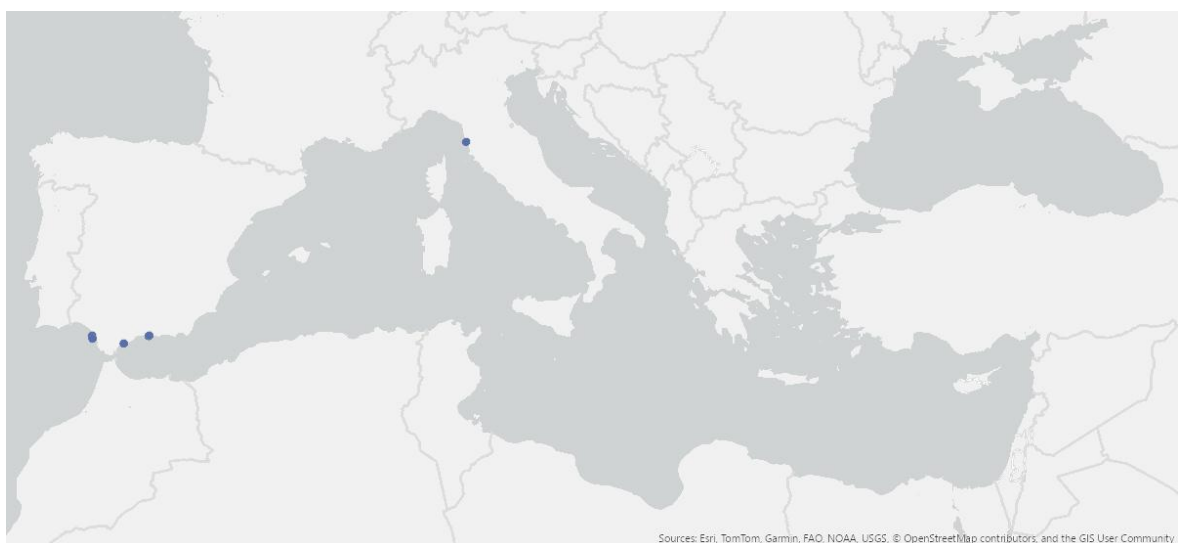 Sources: Esri, TomTom, Garmin, FAO, NOAA, USGS, © OpenStreetMap contributors, and the GIS User Community